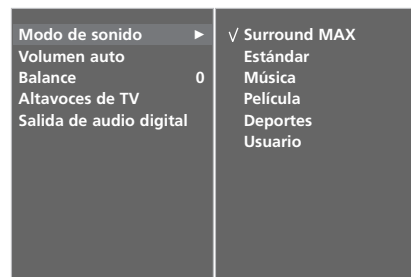 Modo de sonido ►
Volumen auto
Balance 0
Altavoces de TV
Salida de audio digital
√ Surround MAX
Estándar
Música
Película
Deportes
Usuario